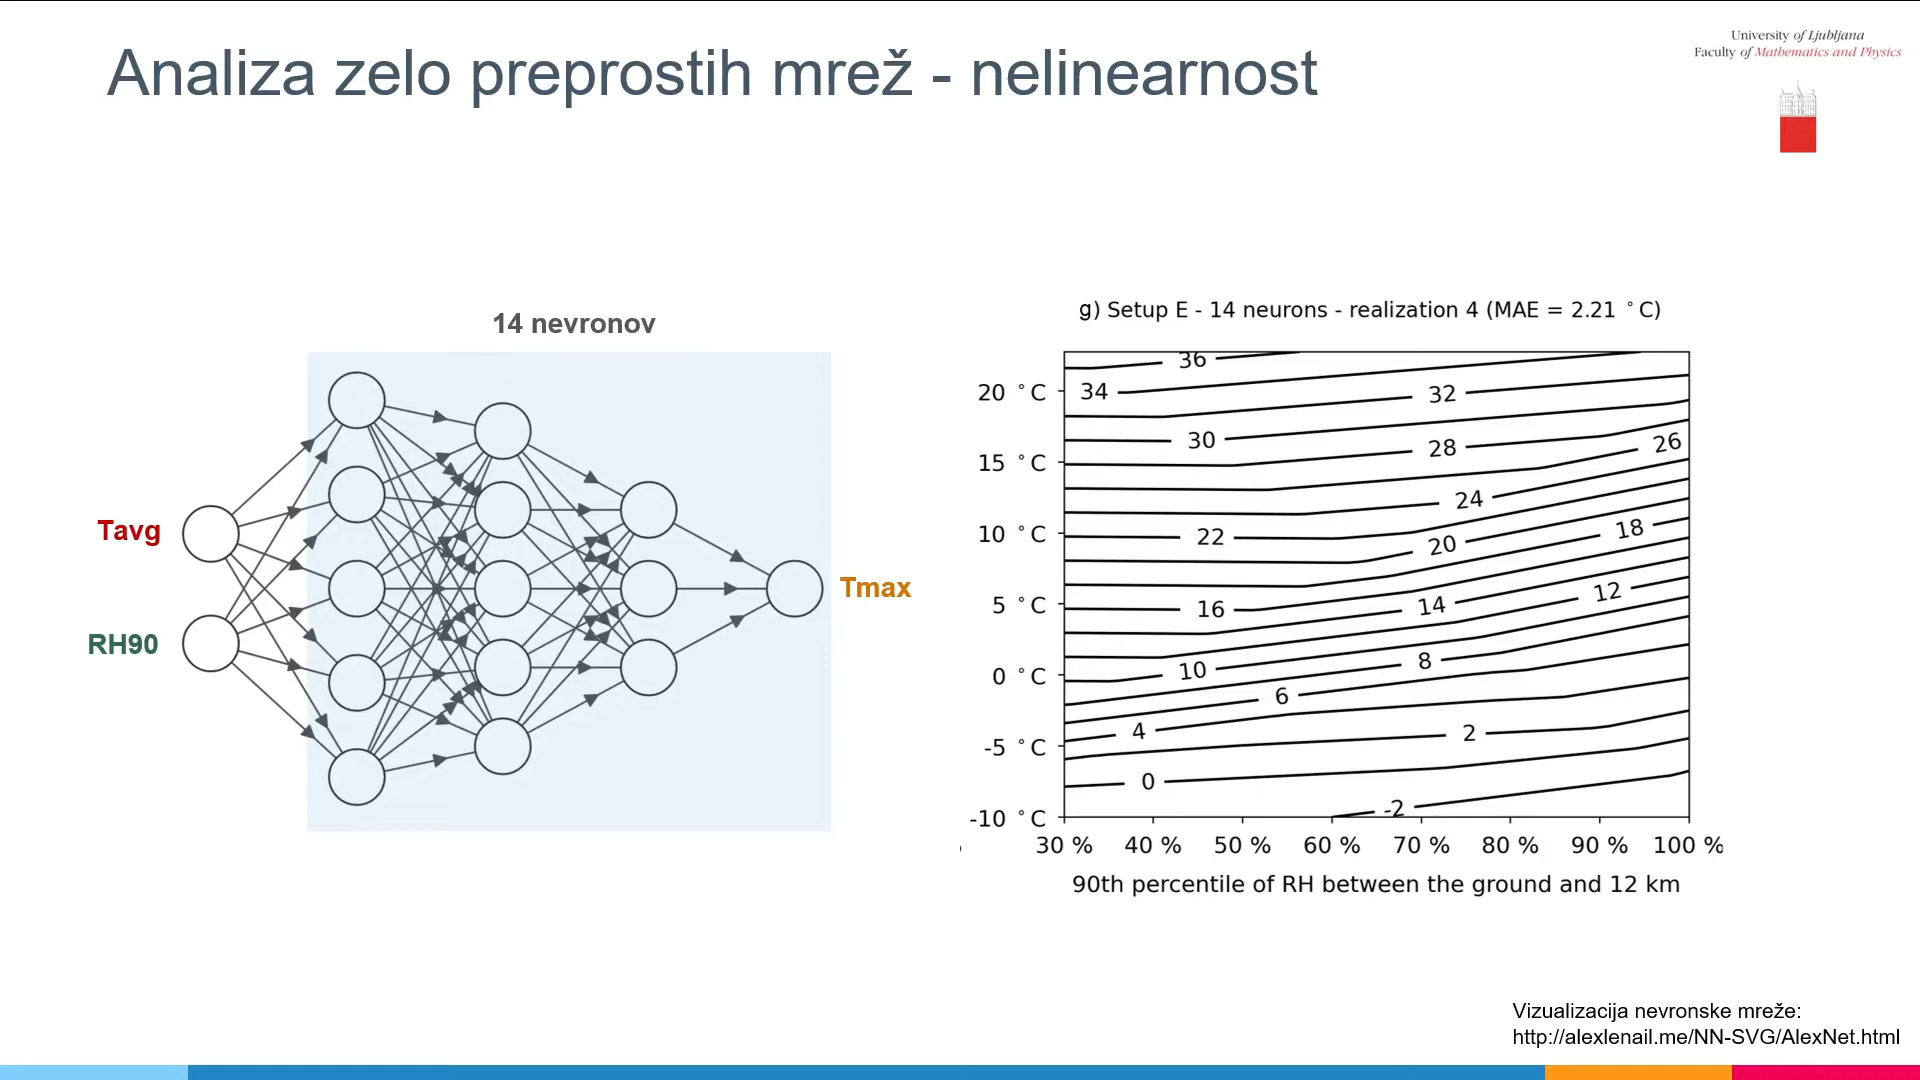 Analiza zelo preprostih mrež - nelinearnost
University of Ljubljana
Faculty of Mathematics and Physics
14 nevronov
Tavg
RH90
Tmax
g) Setup E - 14 neurons - realization 4 (MAE = 2.21 °C)
36
34
32
30
28
26
24
22
20
18
16
14
12
10
8
6
4
2
0
-2
20 °C
15 °C
10 °C
5 °C
0 °C
-5 °C
-10 °C
30 % 40 % 50 % 60 % 70 % 80 % 90 % 100 %
90th percentile of RH between the ground and 12 km
Vizualizacija nevronske mreže:
http://alexlenail.me/NN-SVG/AlexNet.html